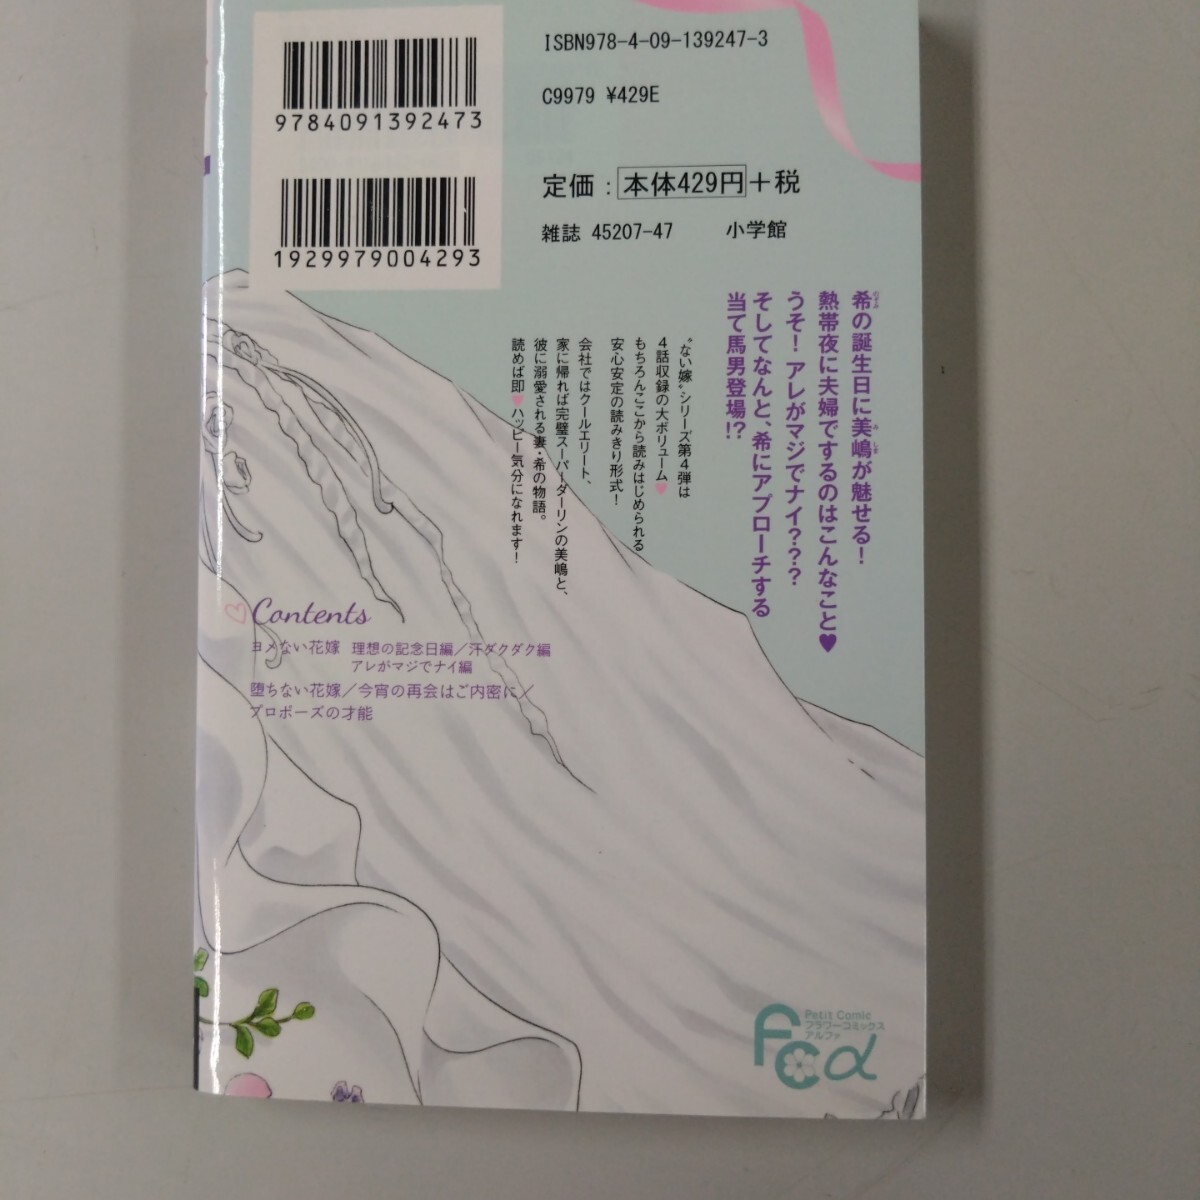 9784091392473
1929979004293
ISBN978-4-09-139247-3
C9979 ¥429E
定価：本体429円＋税
雑誌 45207-47　小学館
希の誕生日に美嶋が魅せる！
のぞみ
みしま
熱帯夜に夫婦でするのはこんなこと♥
うそ！アレがマジでナイ？？？
そしてなんと、希にアプローチする
当て馬男登場!?
〝ない嫁〟シリーズ第４弾は
４話収録の大ボリューム♥
もちろんここから読みはじめられる
安心安定の読みきり形式！
会社ではクールエリート、
家に帰れば完璧スーパーダーリンの美嶋と、
彼に溺愛される妻・希の物語。
読めば即♥ハッピー気分になれます！
♡Contents
ヨメない花嫁 理想の記念日編／汗ダクダク編
アレがマジでナイ編
堕ちない花嫁／今宵の再会はご内密に／
プロポーズの才能
Petit Comic
フラワーコミックス
アルファ
FCα